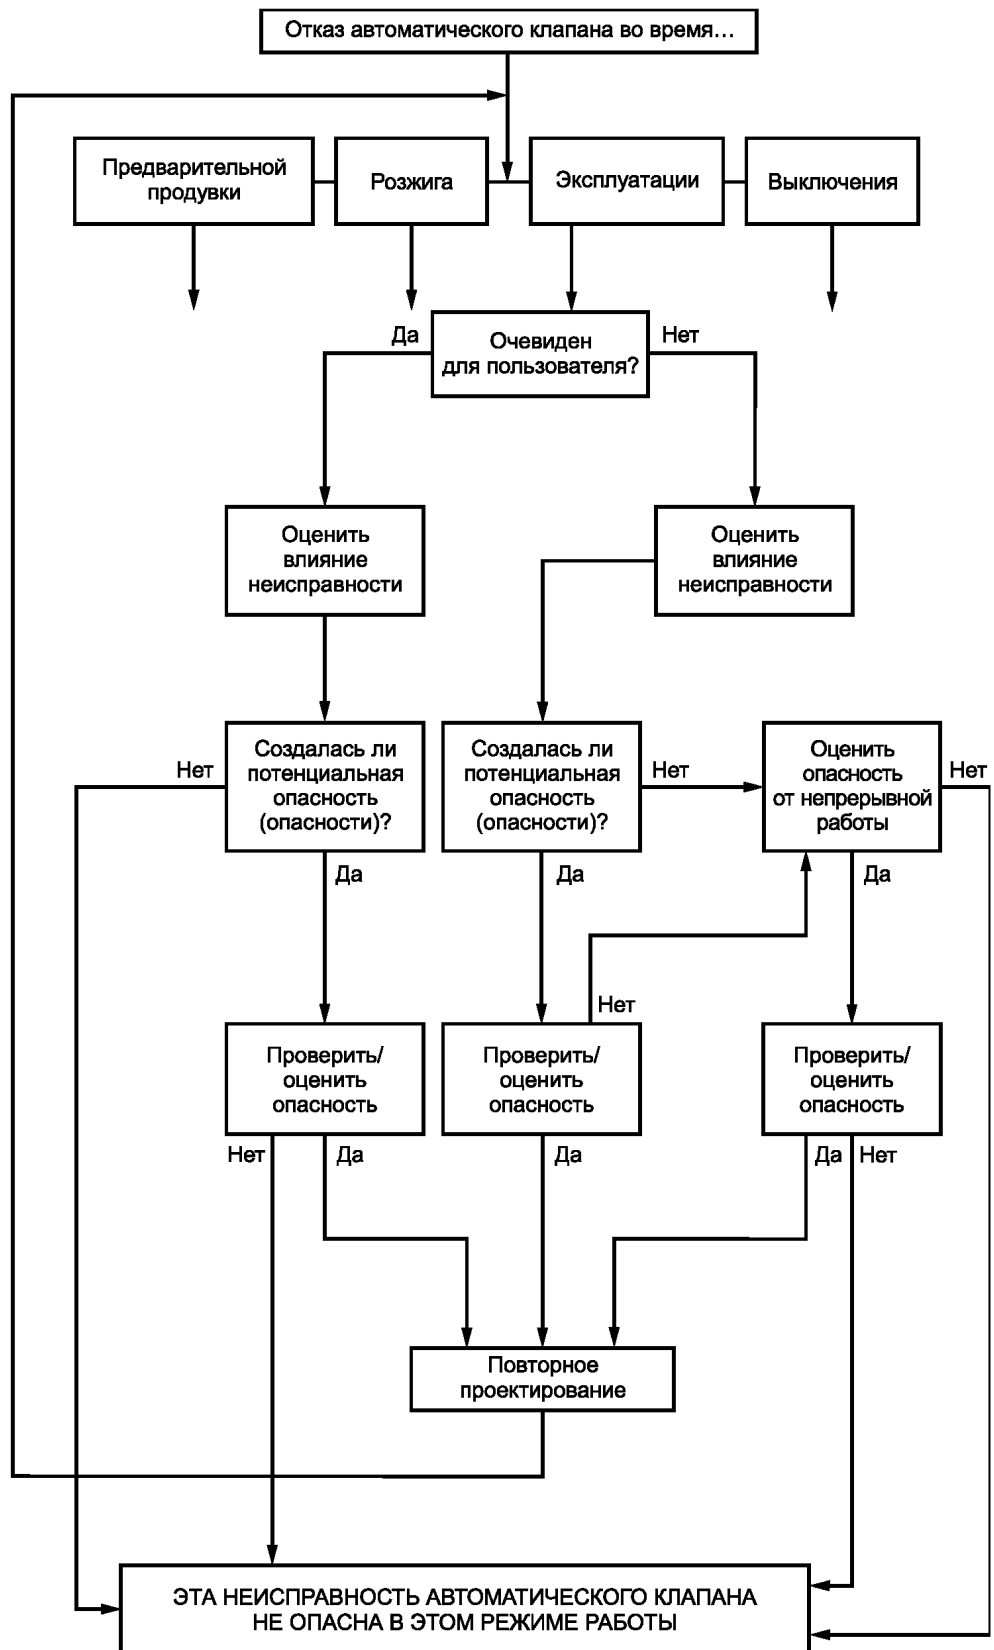 Отказ автоматического клапана во время…
Предварительной
продувки
Розжига
Эксплуатации
Выключения
Да
Очевиден
для пользователя?
Нет
Оценить
влияние
неисправности
Оценить
влияние
неисправности
Нет
Создалась ли
потенциальная
опасность
(опасности)?
Создалась ли
потенциальная
опасность
(опасности)?
Нет
Оценить
опасность
от непрерывной
работы
Нет
Да
Да
Да
Нет
Проверить/
оценить
опасность
Проверить/
оценить
опасность
Проверить/
оценить
опасность
Нет
Да
Да
Да
Нет
Повторное
проектирование
ЭТА НЕИСПРАВНОСТЬ АВТОМАТИЧЕСКОГО КЛАПАНА
НЕ ОПАСНА В ЭТОМ РЕЖИМЕ РАБОТЫ